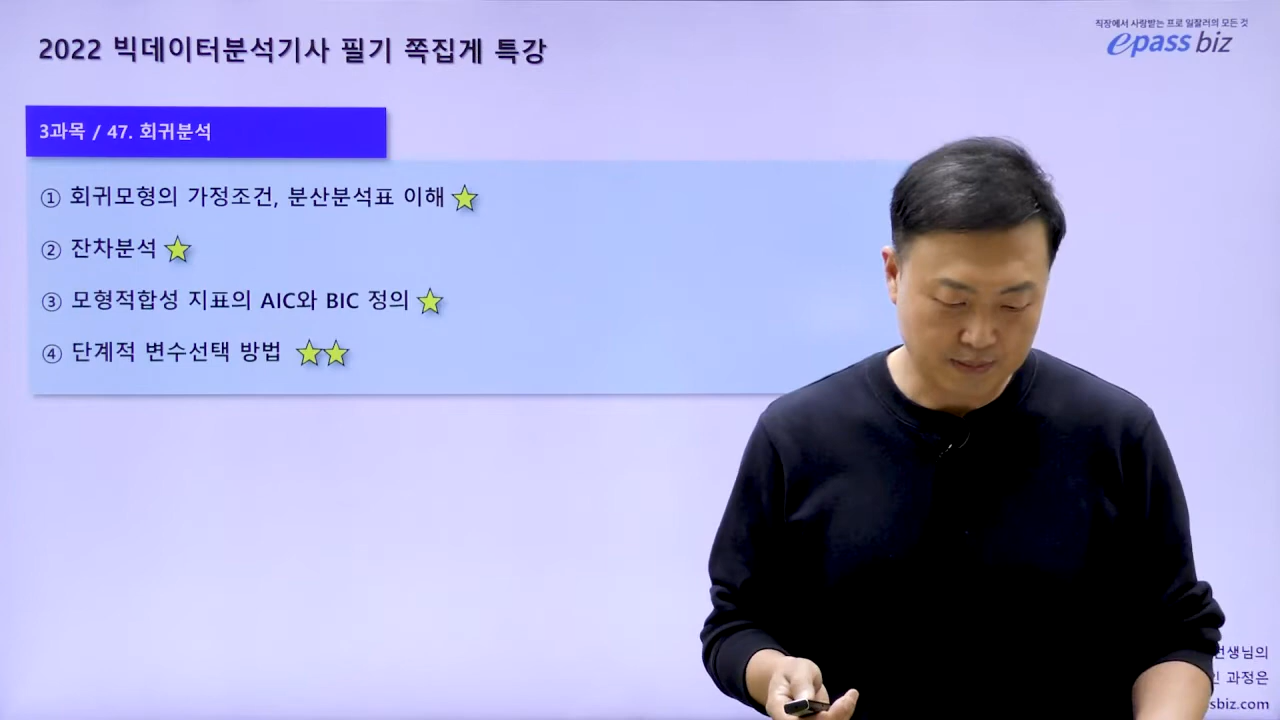 2022 빅데이터분석기사 필기 쪽집게 특강
직장에서 사랑받는 프로 일잘러의 모든 것
epass biz
3과목 / 47. 회귀분석
① 회귀모형의 가정조건, 분산분석표 이해
② 잔차분석
③ 모형적합성 지표의 AIC와 BIC 정의
④ 단계적 변수선택 방법
선생님의
과정은
sbiz.com